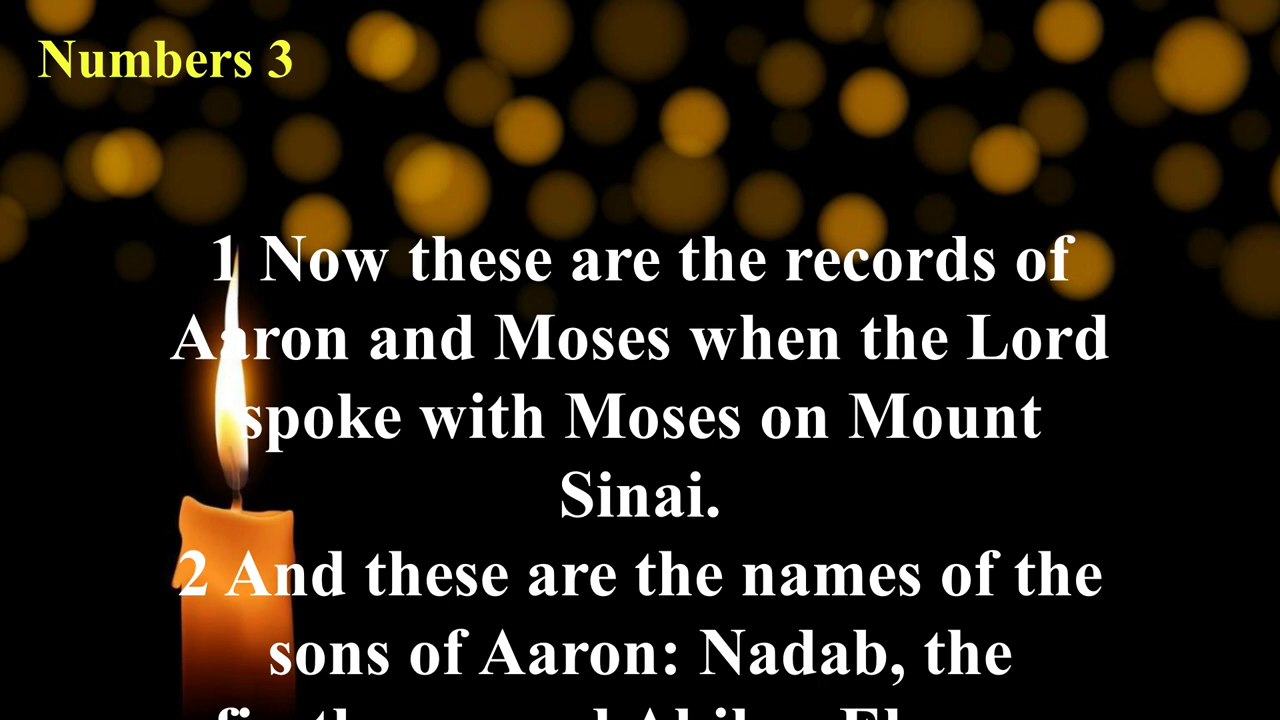 Numbers 3
1 Now these are the records of
Aaron and Moses when the Lord
spoke with Moses on Mount
Sinai.
2 And these are the names of the
sons of Aaron: Nadab, the